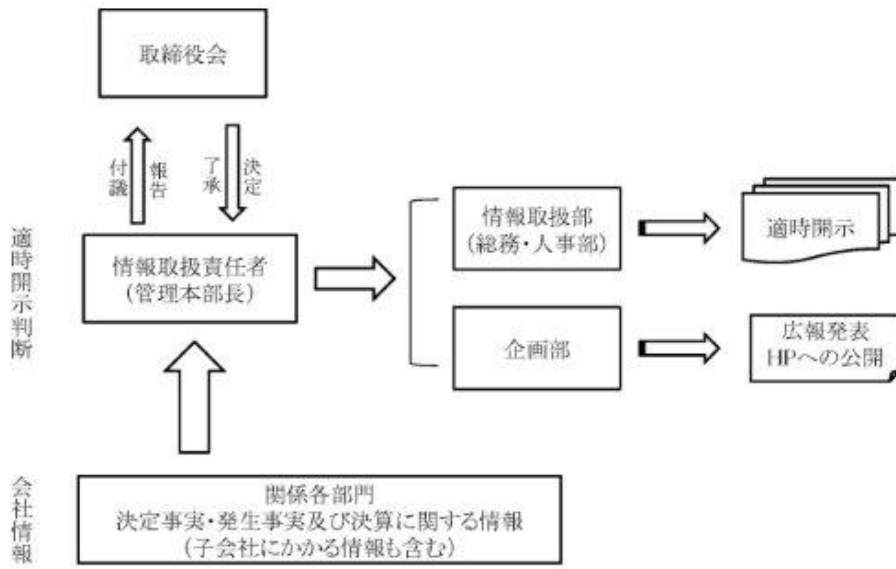 取締役会
付議
報告
了承
決定
適時開示判断
情報取扱責任者
(管理本部長)
情報取扱部
(総務・人事部)
適時開示
企画部
広報発表
HPへの公開
会社情報
関係各部門
決定事実・発生事実及び決算に関する情報
(子会社にかかる情報も含む)